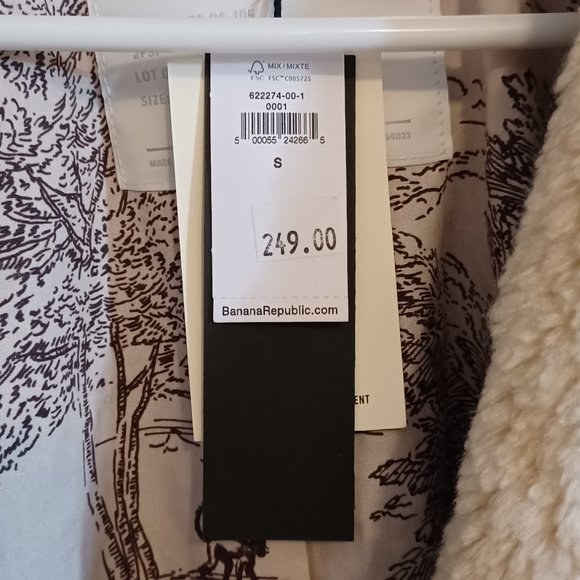 MIX / MIXTE
FSC
FSC™ C005725
622274-00-1
0001
5 00055 24266 5
S
249.00
BananaRepublic.com
LOT
SIZE
MADE
54023
ENT